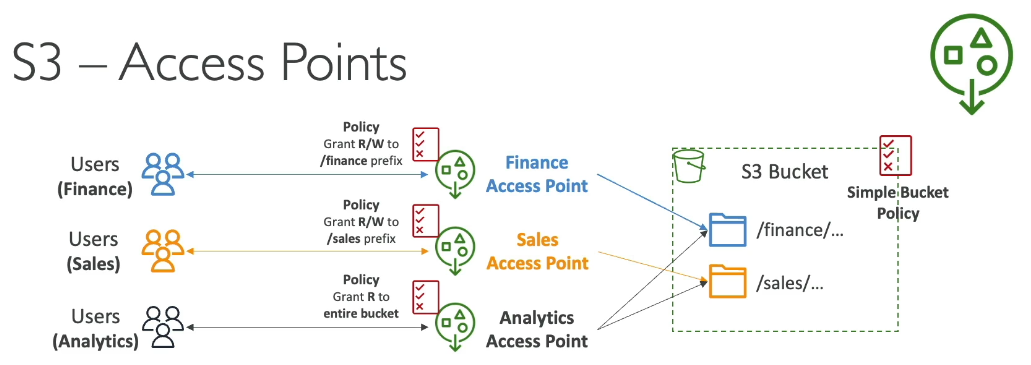 S3 – Access Points
Policy
Grant R/W to
/finance prefix
Users
(Finance)
Finance
Access Point
S3 Bucket
Simple Bucket
Policy
Policy
Grant R/W to
/sales prefix
Users
(Sales)
Sales
Access Point
/finance/...
/sales/...
Policy
Grant R to
entire bucket
Users
(Analytics)
Analytics
Access Point